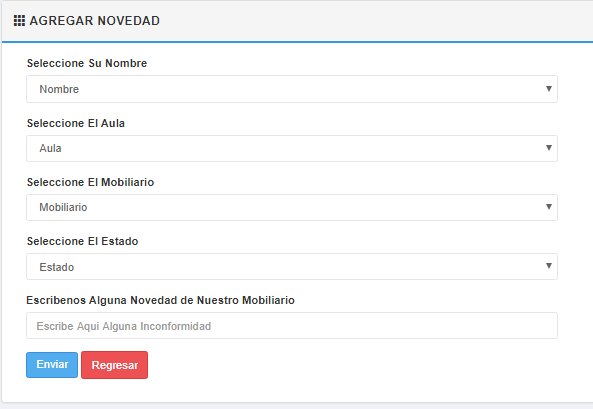 AGREGAR NOVEDAD
Seleccione Su Nombre
Nombre
Seleccione El Aula
Aula
Seleccione El Mobiliario
Mobiliario
Seleccione El Estado
Estado
Escribenos Alguna Novedad de Nuestro Mobiliario
Escribe Aqui Alguna Inconformidad
Enviar Regresar